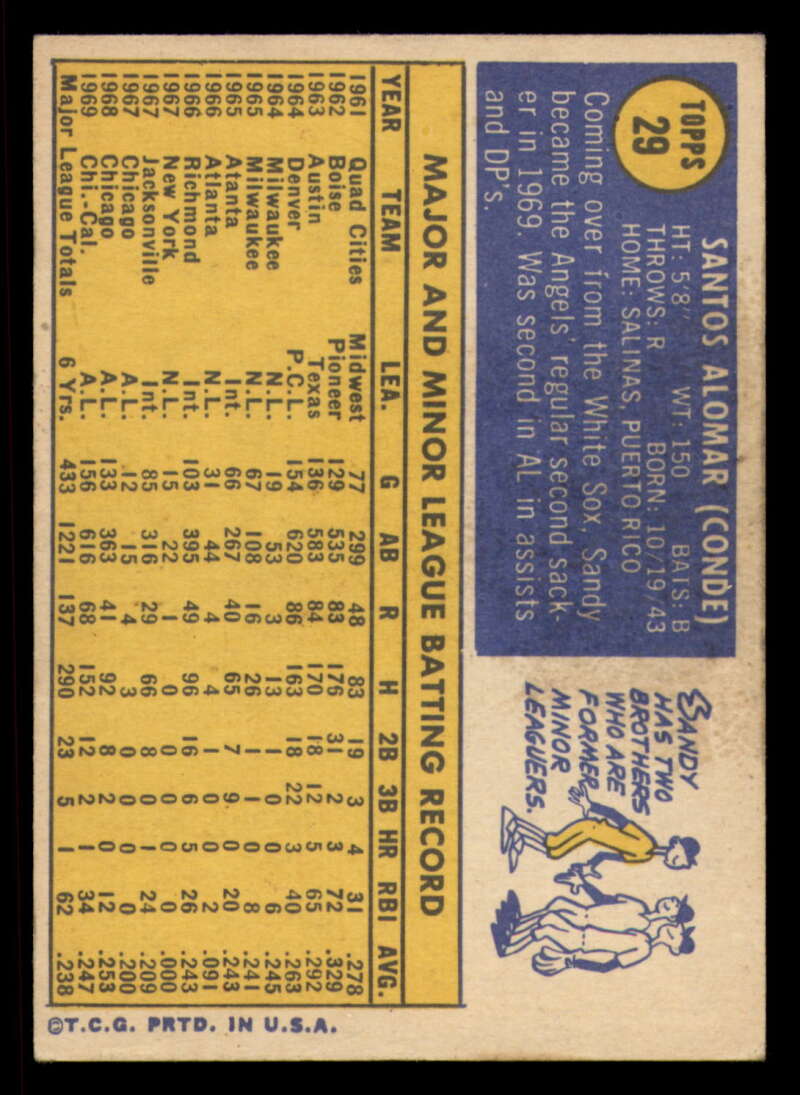 TOPPS
29
SANTOS ALOMAR (CONDE)
HT: 5'8" WT: 150 BATS: B
THROWS: R BORN: 10/19/43
HOME: SALINAS, PUERTO RICO
Coming over from the White Sox, Sandy
became the Angels' regular second sack-
er in 1969. Was second in AL in assists
and DP's.
SANDY
HAS TWO
BROTHERS
WHO ARE
FORMER
MINOR
LEAGUERS.
MAJOR AND MINOR LEAGUE BATTING RECORD
YEAR TEAM LEA. G AB R H 2B 3B HR RBI AVG.
1961 Quad Cities Midwest 77 299 48 83 19 3 4 31 .278
1962 Boise Pioneer 129 535 83 176 31 2 3 72 .329
1963 Austin Texas 136 583 84 170 18 12 5 65 .292
1964 Denver P.C.L. 154 620 86 163 18 22 3 40 .263
1964 Milwaukee N.L. 19 53 3 13 1 0 0 6 .245
1965 Milwaukee N.L. 67 108 16 26 1 1 0 8 .241
1965 Atanta Int. 66 267 40 65 7 9 0 20 .243
1966 Atlanta N.L. 31 44 4 4 1 0 0 2 .091
1966 Richmond Int. 103 395 49 96 16 6 5 26 .243
1967 New York N.L. 15 22 1 0 0 0 0 0 .000
1967 Jacksonville Int. 85 316 29 66 8 0 1 24 .209
1967 Chicago A.L. 12 15 4 3 0 0 0 0 .200
1968 Chicago A.L. 133 363 41 92 8 2 0 12 .253
1969 Chi.-Cal. A.L. 156 616 68 152 12 2 1 34 .247
Major League Totals 6 Yrs. 433 1221 137 290 23 5 1 62 .238
©T.C.G. PRTD. IN U.S.A.